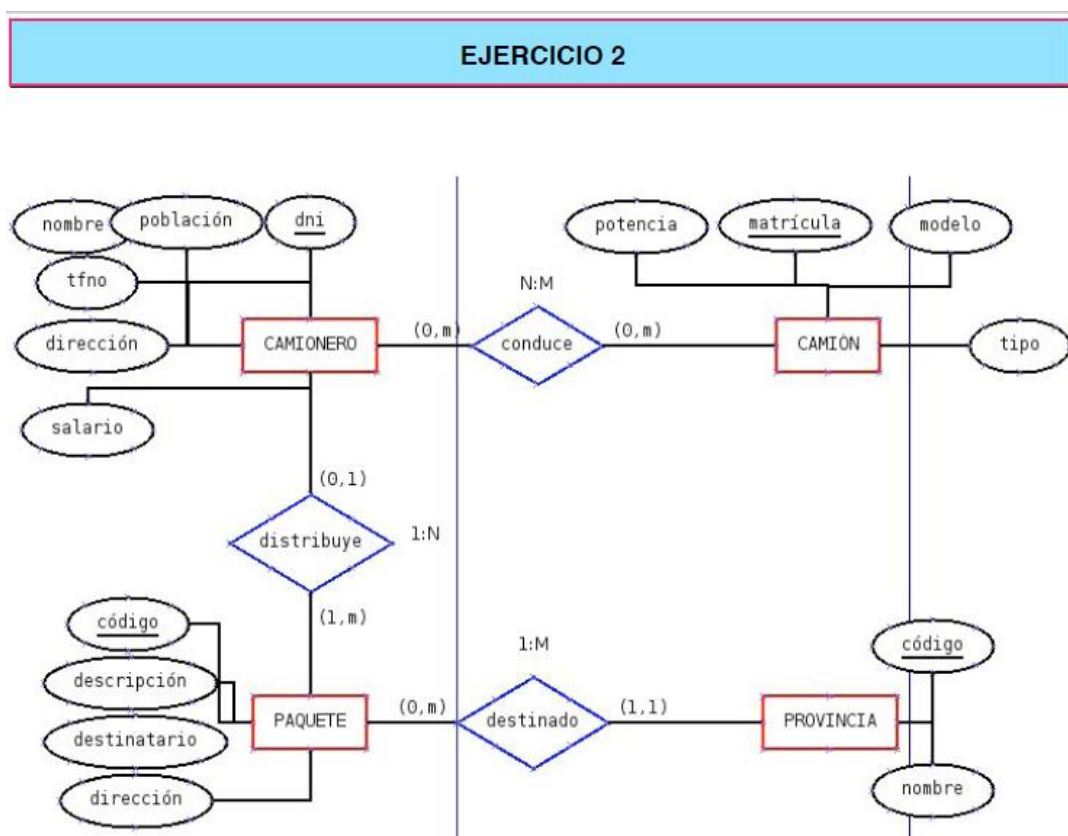 EJERCICIO 2
nombre
población
dni
potencia
matrícula
modelo
tfno
N:M
dirección
CAMIONERO
(0,m)
conduce
(0,m)
CAMIÓN
tipo
salario
(0,1)
distribuye
1:N
(1,m)
código
1:M
código
descripción
PAQUETE
(0,m)
destinado
(1,1)
PROVINCIA
destinatario
dirección
nombre